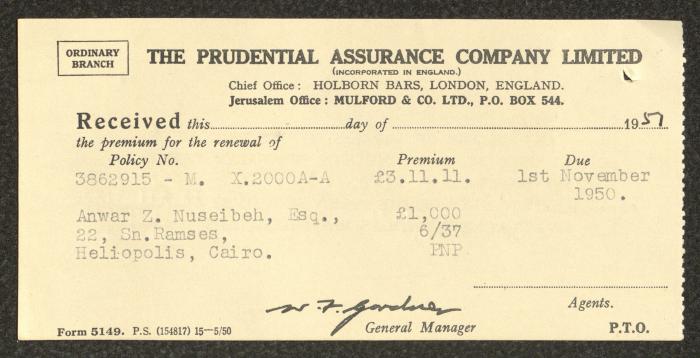 ORDINARY
BRANCH
THE PRUDENTIAL ASSURANCE COMPANY LIMITED
(INCORPORATED IN ENGLAND.)
Chief Office: HOLBORN BARS, LONDON, ENGLAND.
Jerusalem Office: MULFORD & CO. LTD., P.O. BOX 544.
Received this day of 1951
the premium for the renewal of
Policy No. Premium Due
3862915 - M. X.2000A-A £3.11.11. 1st November
1950.
Anwar Z. Nuseibeh, Esq., £1,000
22, Sn.Ramses, 6/37
Heliopolis, Cairo. PNP
W. F. Gardner Agents.
Form 5149. P.S. (154817) 15—5/50 General Manager P.T.O.